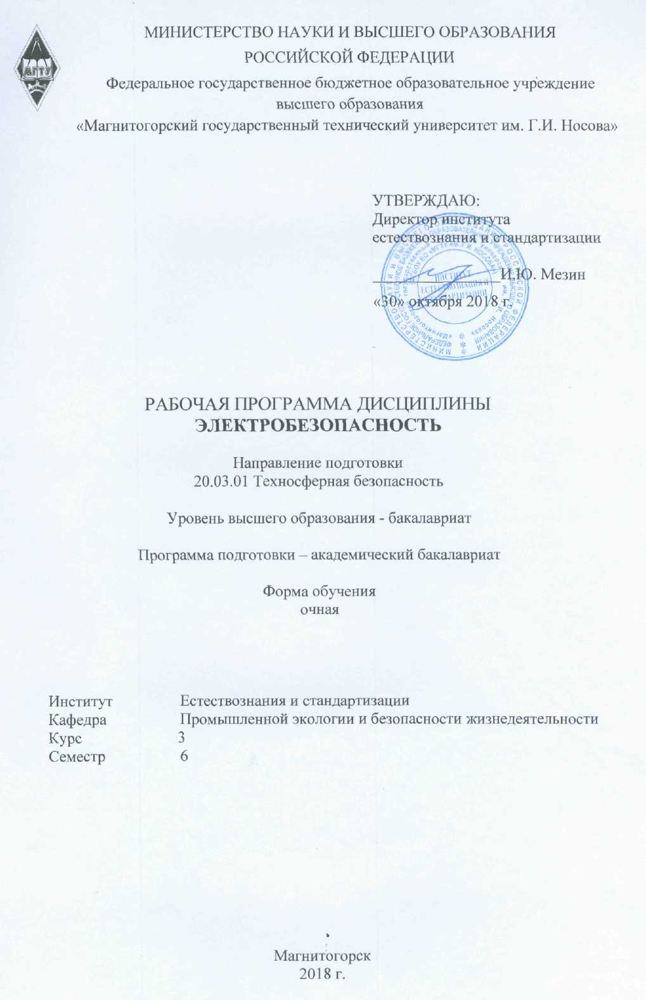 МГТУ
МИНИСТЕРСТВО НАУКИ И ВЫСШЕГО ОБРАЗОВАНИЯ
РОССИЙСКОЙ ФЕДЕРАЦИИ
Федеральное государственное бюджетное образовательное учреждение
высшего образования
«Магнитогорский государственный технический университет им. Г.И. Носова»
УТВЕРЖДАЮ:
Директор института
естествознания и стандартизации
И.Ю. Мезин
«30» октября 2018 г.
ИНСТИТУТ
ЕСТЕСТВОЗНАНИЯ И
СТАНДАРТИЗАЦИИ
РАБОЧАЯ ПРОГРАММА ДИСЦИПЛИНЫ
ЭЛЕКТРОБЕЗОПАСНОСТЬ
Направление подготовки
20.03.01 Техносферная безопасность
Уровень высшего образования - бакалавриат
Программа подготовки – академический бакалавриат
Форма обучения
очная
Институт Естествознания и стандартизации
Кафедра Промышленной экологии и безопасности жизнедеятельности
Курс 3
Семестр 6
Магнитогорск
2018 г.